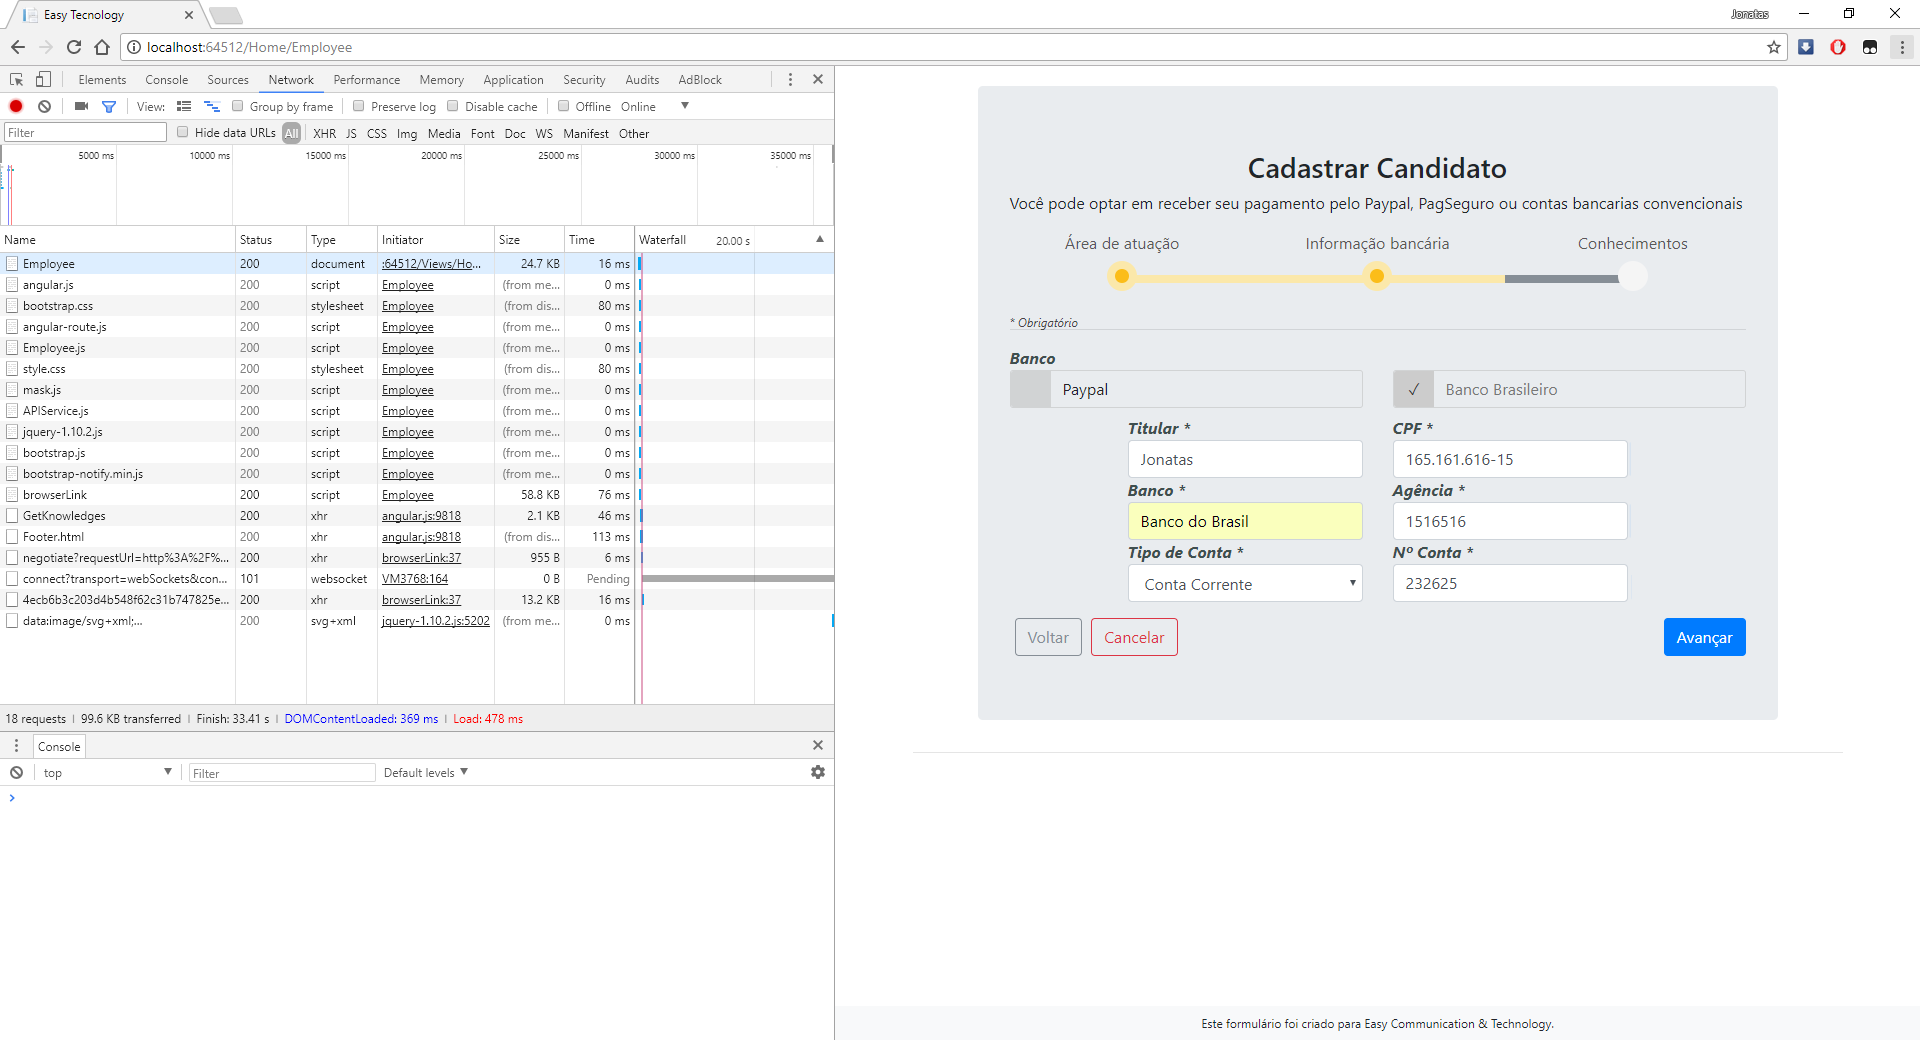 Easy Tecnology
Jonatas
localhost:64512/Home/Employee
Elements Console Sources Network Performance Memory Application Security Audits AdBlock
View: Group by frame Preserve log Disable cache Offline Online
Filter Hide data URLs All XHR JS CSS Img Media Font Doc WS Manifest Other
5000 ms 10000 ms 15000 ms 20000 ms 25000 ms 30000 ms 35000 ms
Name Status Type Initiator Size Time Waterfall 20.00 s
Employee 200 document :64512/Views/Ho... 24.7 KB 16 ms
angular.js 200 script Employee (from me... 0 ms
bootstrap.css 200 stylesheet Employee (from dis... 80 ms
angular-route.js 200 script Employee (from me... 0 ms
Employee.js 200 script Employee (from me... 0 ms
style.css 200 stylesheet Employee (from dis... 80 ms
mask.js 200 script Employee (from me... 0 ms
APIService.js 200 script Employee (from me... 0 ms
jquery-1.10.2.js 200 script Employee (from me... 0 ms
bootstrap.js 200 script Employee (from me... 0 ms
bootstrap-notify.min.js 200 script Employee (from me... 0 ms
browserLink 200 script Employee 58.8 KB 76 ms
GetKnowledges 200 xhr angular.js:9818 2.1 KB 46 ms
Footer.html 200 xhr angular.js:9818 (from dis... 113 ms
negotiate?requestUrl=http%3A%2F%... 200 xhr browserLink:37 955 B 6 ms
connect?transport=webSockets&con... 101 websocket VM3768:164 0 B Pending
4ecb6b3c203d4b548f62c31b747825e... 200 xhr browserLink:37 13.2 KB 16 ms
data:image/svg+xml;... 200 svg+xml jquery-1.10.2.js:5202 (from me... 0 ms
18 requests | 99.6 KB transferred | Finish: 33.41 s | DOMContentLoaded: 369 ms | Load: 478 ms
Console
top Filter Default levels
Cadastrar Candidato
Você pode optar em receber seu pagamento pelo Paypal, PagSeguro ou contas bancarias convencionais
Área de atuação Informação bancária Conhecimentos
* Obrigatório
Banco
Paypal ✓ Banco Brasileiro
Titular * CPF *
Jonatas 165.161.616-15
Banco * Agência *
Banco do Brasil 1516516
Tipo de Conta * Nº Conta *
Conta Corrente 232625
Voltar Cancelar Avançar
Este formulário foi criado para Easy Communication & Technology.